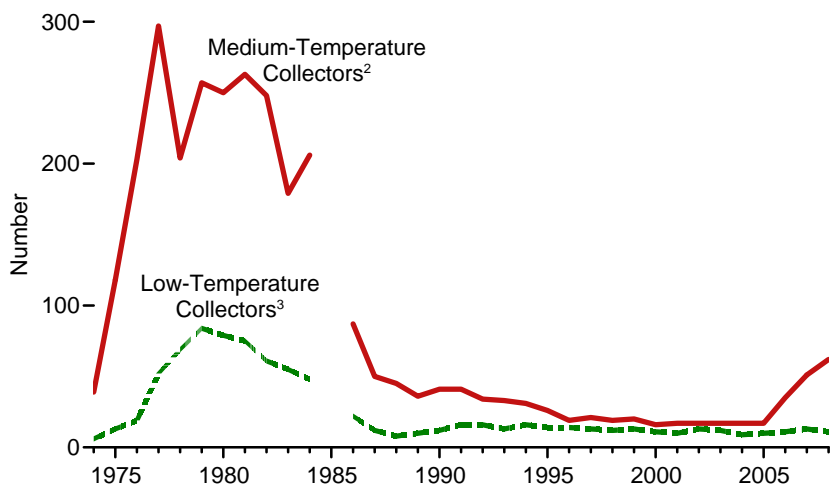 300
Medium-Temperature
Collectors²
200
Number
Low-Temperature
Collectors³
100
0
1975 1980 1985 1990 1995 2000 2005